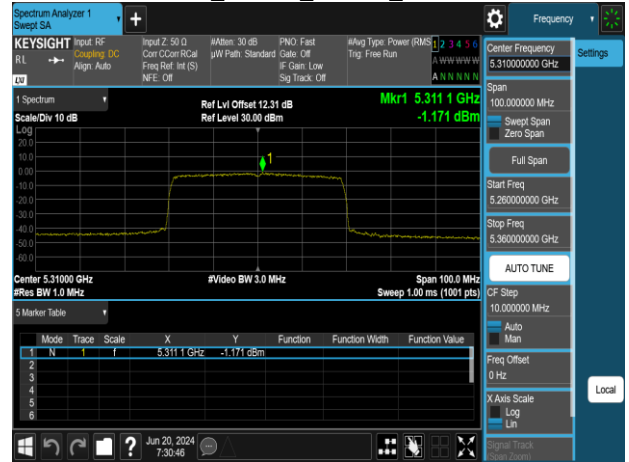 Spectrum Analyzer 1
Swept SA
Frequency
KEYSIGHT
RL
LXI
Input: RF
Coupling: DC
Align: Auto
Input Z: 50 Ω
Corr CCorr RCal
Freq Ref: Int (S)
NFE: Off
#Atten: 30 dB
µW Path: Standard
PNO: Fast
Gate: Off
IF Gain: Low
Sig Track: Off
#Avg Type: Power (RMS
Trig: Free Run
1 2 3 4 5 6
A W W W W W
A N N N N N
1 Spectrum
Scale/Div 10 dB
Ref Lvl Offset 12.31 dB
Ref Level 30.00 dBm
Mkr1 5.311 1 GHz
-1.171 dBm
Log
20.0
10.0
0.00
-10.0
-20.0
-30.0
-40.0
-50.0
-60.0
1
Center 5.31000 GHz
#Res BW 1.0 MHz
#Video BW 3.0 MHz
Span 100.0 MHz
Sweep 1.00 ms (1001 pts)
5 Marker Table
Mode Trace Scale X Y Function Function Width Function Value
1 N 1 f 5.311 1 GHz -1.171 dBm
2
3
4
5
6
Jun 20, 2024
7:30:46
Center Frequency
5.310000000 GHz
Span
100.000000 MHz
Swept Span
Zero Span
Full Span
Start Freq
5.260000000 GHz
Stop Freq
5.360000000 GHz
AUTO TUNE
CF Step
10.000000 MHz
Auto
Man
Freq Offset
0 Hz
X Axis Scale
Log
Lin
Signal Track
(Span Zoom)
Settings
Local